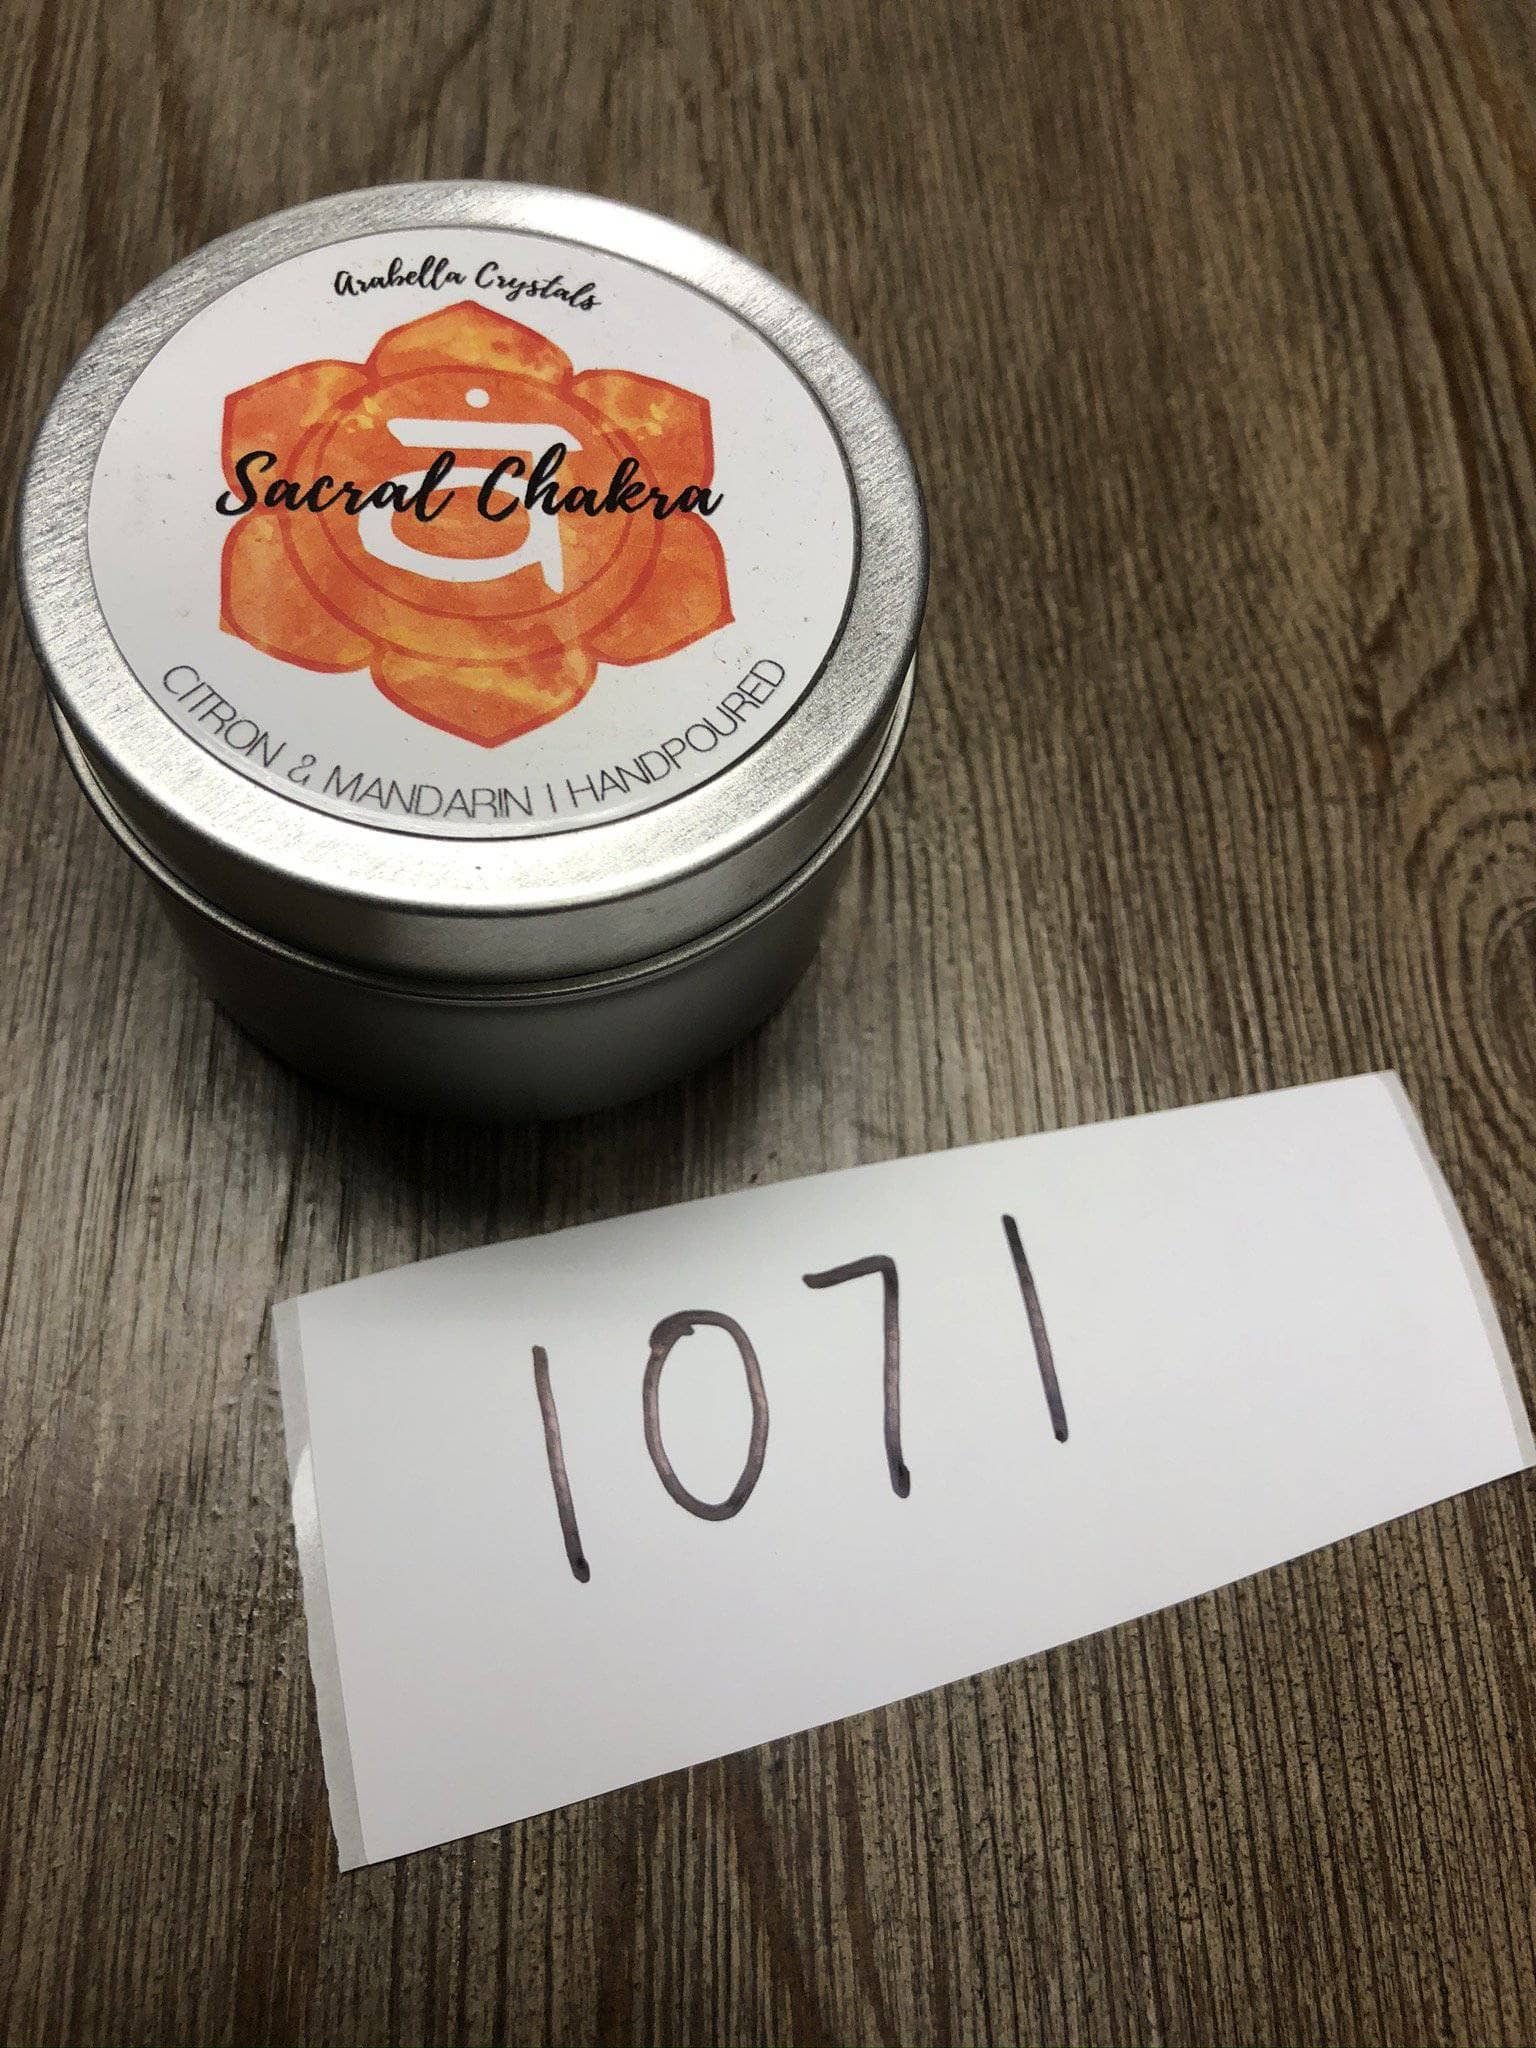 Arabella Crystals
वं
Sacral Chakra
CITRON & MANDARIN | HANDPOURED
1071